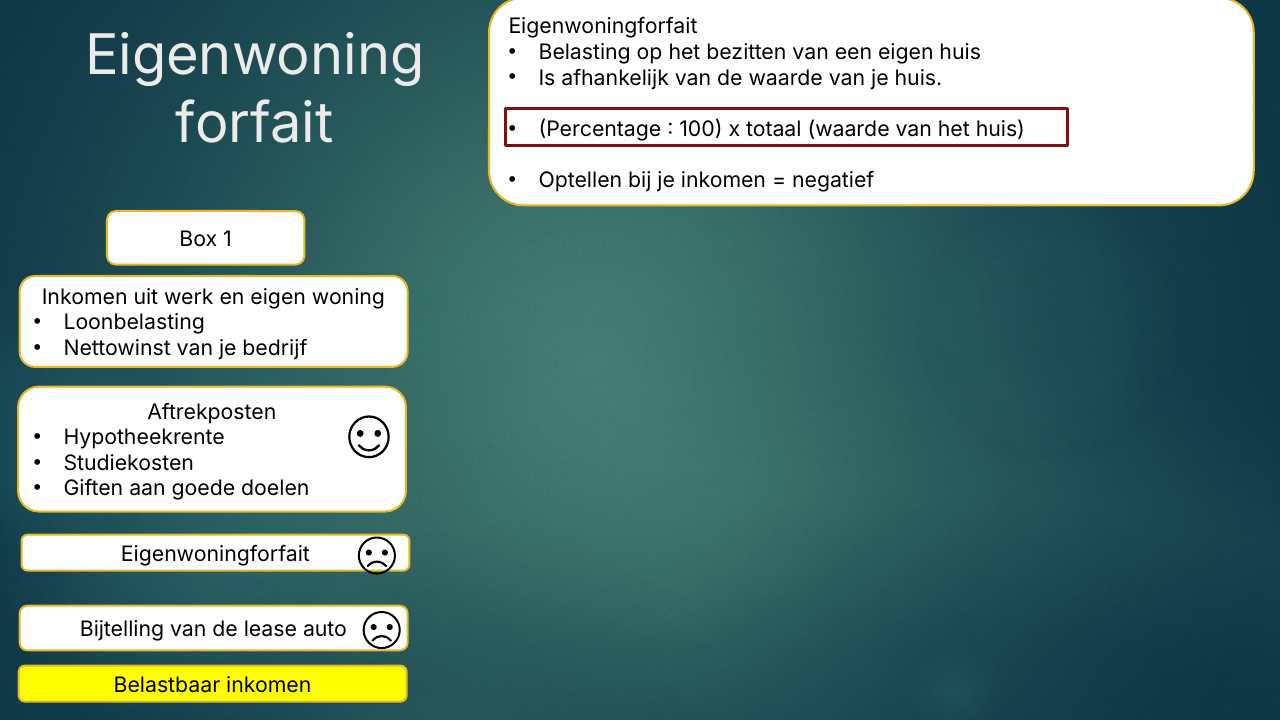 Eigenwoning
forfait
Eigenwoningforfait
• Belasting op het bezitten van een eigen huis
• Is afhankelijk van de waarde van je huis.
• (Percentage : 100) x totaal (waarde van het huis)
• Optellen bij je inkomen = negatief
Box 1
Inkomen uit werk en eigen woning
• Loonbelasting
• Nettowinst van je bedrijf
Aftrekposten
• Hypotheekrente
• Studiekosten
• Giften aan goede doelen
Eigenwoningforfait
Bijtelling van de lease auto
Belastbaar inkomen